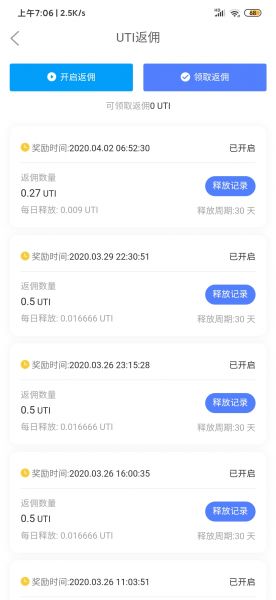 上午7:06 | 2.5K/s
88
UTI返佣
开启返佣
领取返佣
可领取返佣0 UTI
奖励时间:2020.04.02 06:52:30
已开启
返佣数量
0.27 UTI
释放记录
每日释放: 0.009 UTI
释放周期:30 天
奖励时间:2020.03.29 22:30:51
已开启
返佣数量
0.5 UTI
释放记录
每日释放: 0.016666 UTI
释放周期:30 天
奖励时间:2020.03.26 23:15:28
已开启
返佣数量
0.5 UTI
释放记录
每日释放: 0.016666 UTI
释放周期:30 天
奖励时间:2020.03.26 16:00:35
已开启
返佣数量
0.5 UTI
释放记录
每日释放: 0.016666 UTI
释放周期:30 天
奖励时间:2020.03.26 11:03:51
已开启